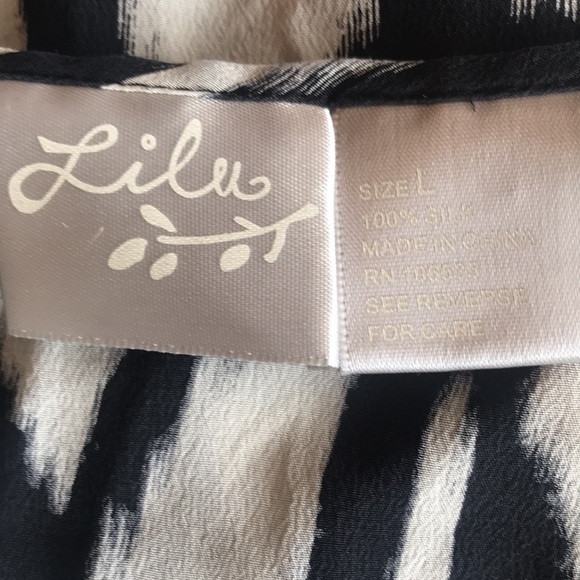 Lilu
SIZE L
100% SILK
MADE IN CHINA
RN
SEE REVERSE
FOR CARE